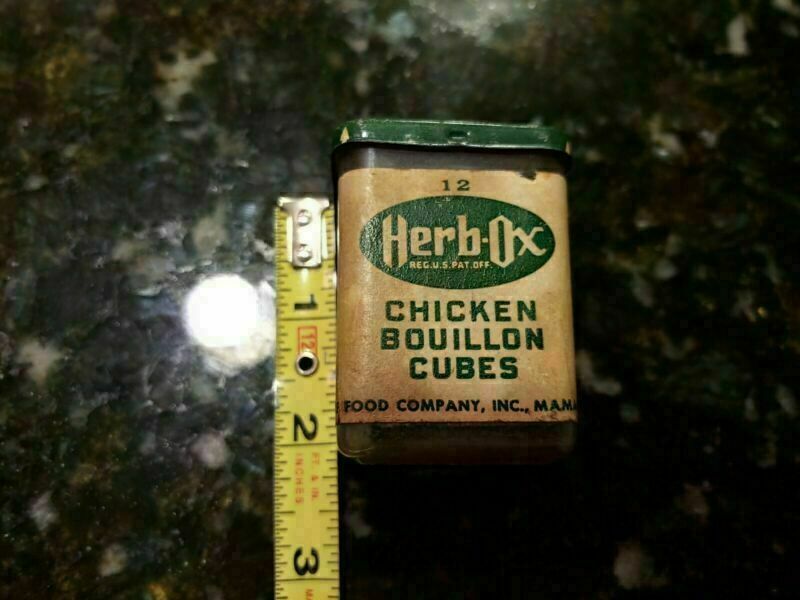 12
Herb-Ox
REG.U.S.PAT.OFF
CHICKEN
BOUILLON
CUBES
FOOD COMPANY, INC., MAMA
1
12
2
FT. & IN.
INCHES
3